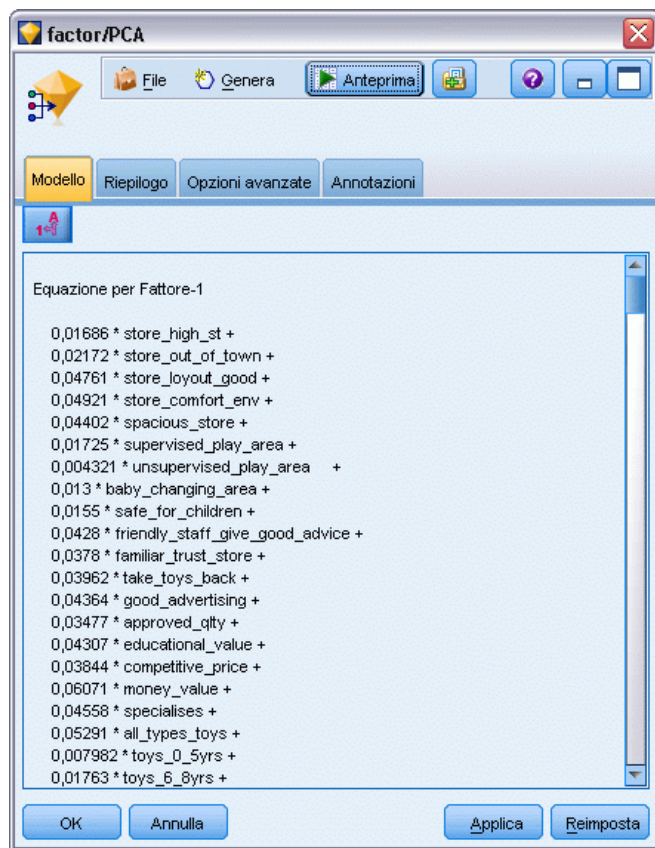 factor/PCA
File Genera Anteprima
Modello Riepilogo Opzioni avanzate Annotazioni
Equazione per Fattore-1
0,01686 * store_high_st +
0,02172 * store_out_of_town +
0,04761 * store_loyout_good +
0,04921 * store_comfort_env +
0,04402 * spacious_store +
0,01725 * supervised_play_area +
0,004321 * unsupervised_play_area +
0,013 * baby_changing_area +
0,0155 * safe_for_children +
0,0428 * friendly_staff_give_good_advice +
0,0378 * familiar_trust_store +
0,03962 * take_toys_back +
0,04364 * good_advertising +
0,03477 * approved_qlty +
0,04307 * educational_value +
0,03844 * competitive_price +
0,06071 * money_value +
0,04558 * specialises +
0,05291 * all_types_toys +
0,007982 * toys_0_5yrs +
0,01763 * toys_6_8yrs +
OK Annulla Applica Reimposta